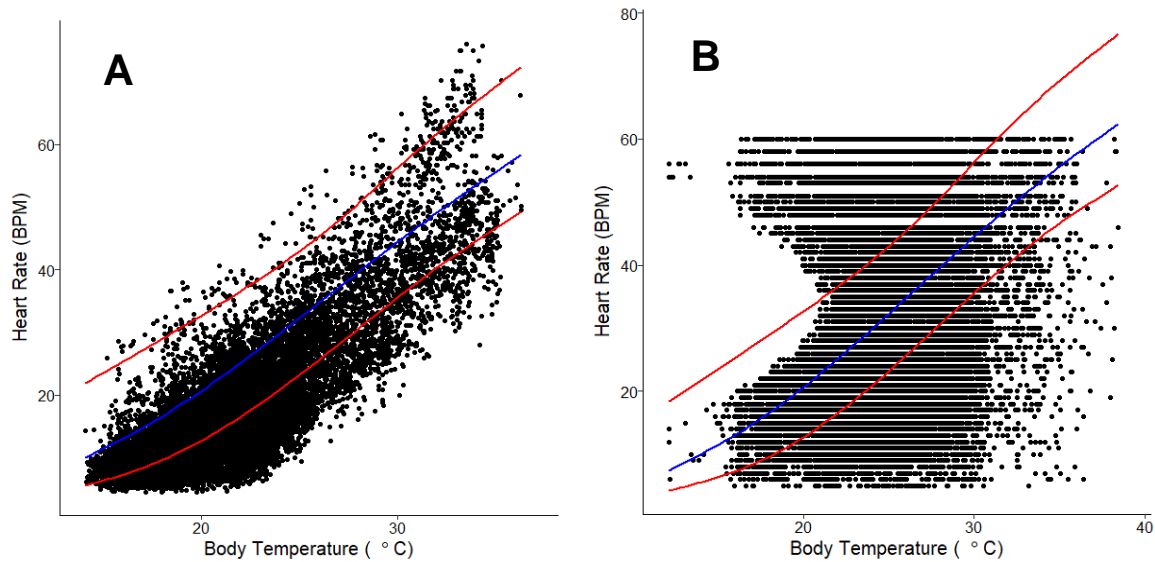 A
60
40
20
Heart Rate (BPM)
20 30
Body Temperature ( °C)
B
80
60
40
20
Heart Rate (BPM)
20 30 40
Body Temperature ( °C)